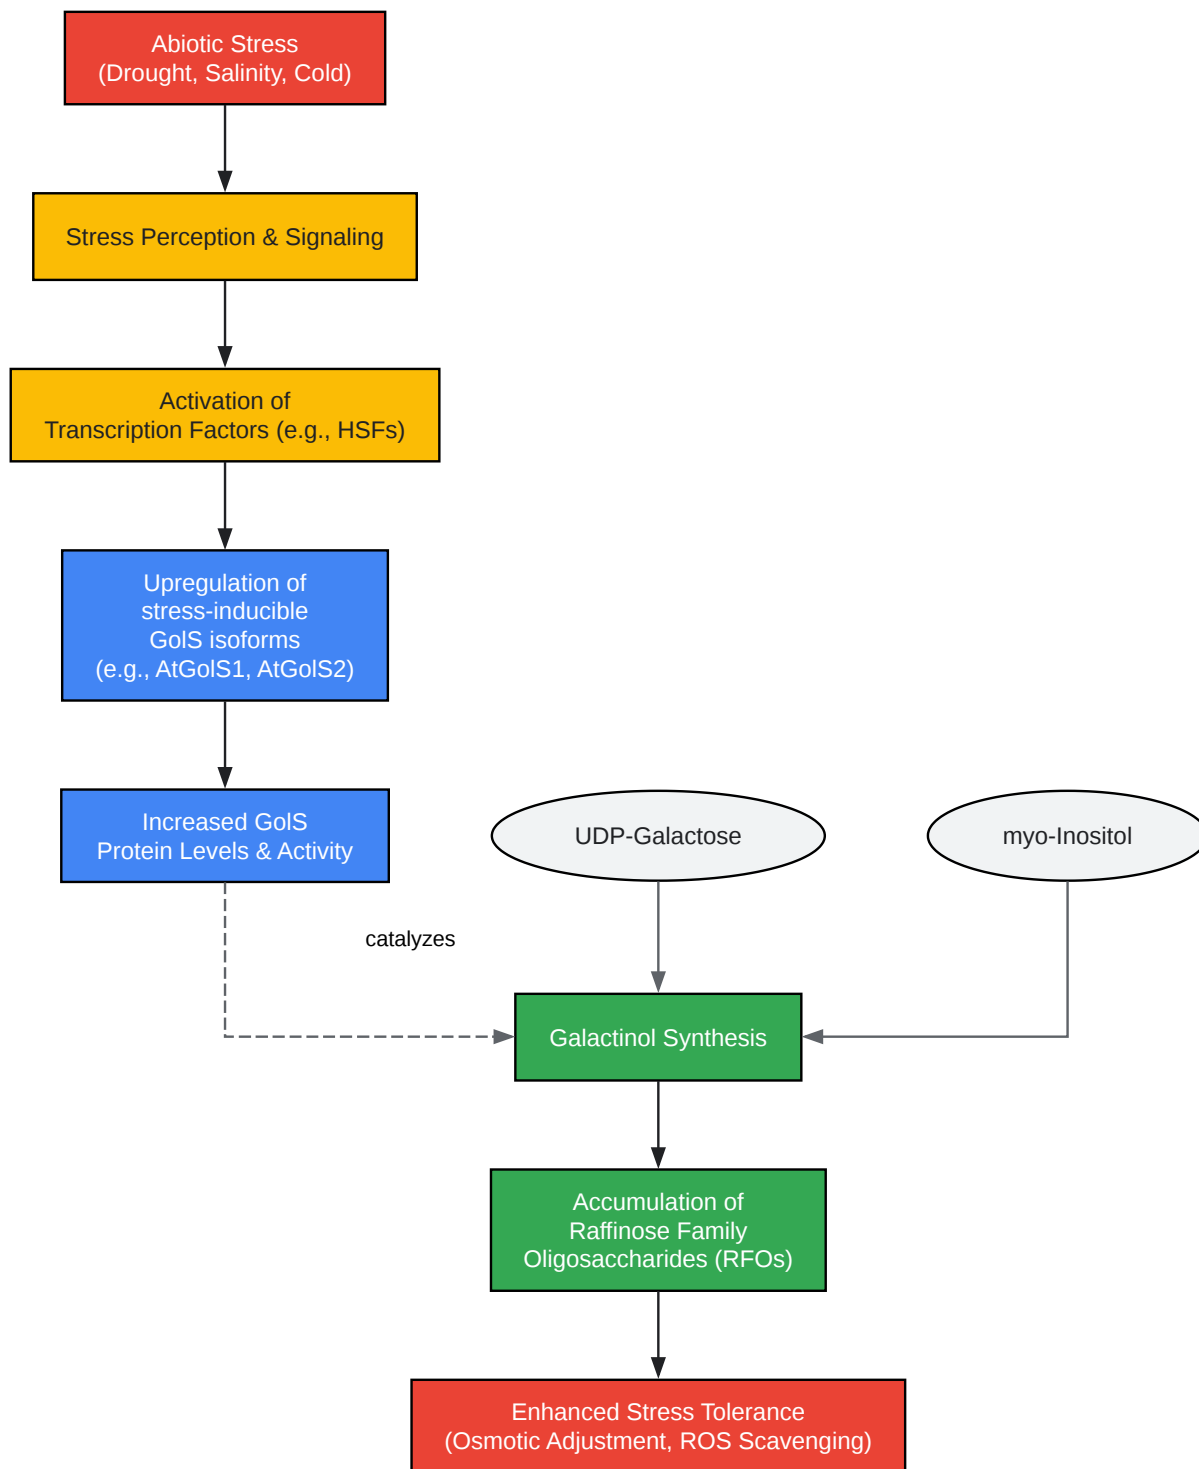 Abiotic Stress
(Drought, Salinity, Cold)
Stress Perception & Signaling
Activation of
Transcription Factors (e.g., HSFs)
Upregulation of
stress-inducible
GolS isoforms
(e.g., AtGolS1, AtGolS2)
Increased GolS
Protein Levels & Activity
UDP-Galactose
myo-Inositol
catalyzes
Galactinol Synthesis
Accumulation of
Raffinose Family
Oligosaccharides (RFOs)
Enhanced Stress Tolerance
(Osmotic Adjustment, ROS Scavenging)